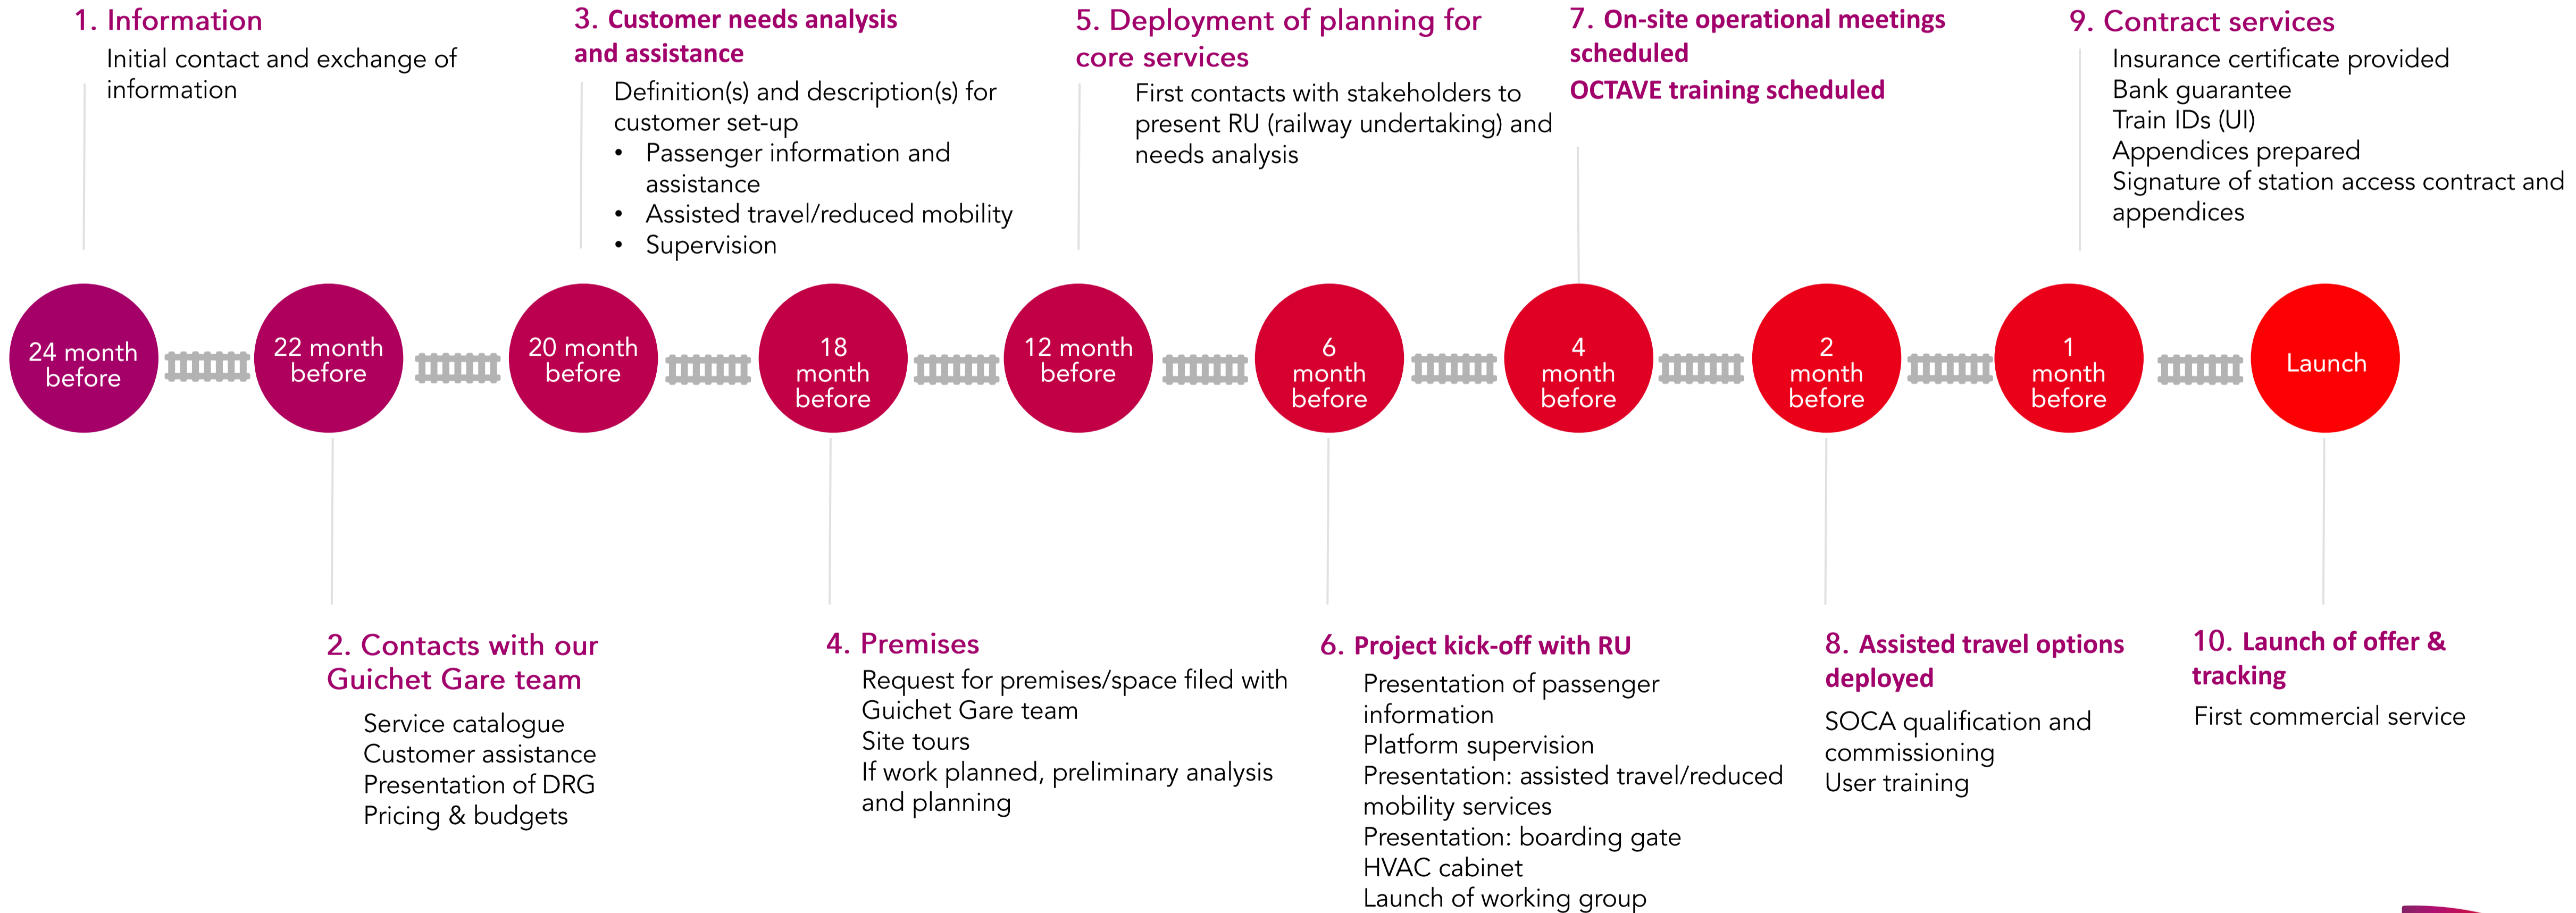 1. Information
Initial contact and exchange of
information
3. Customer needs analysis
and assistance
Definition(s) and description(s) for
customer set-up
• Passenger information and
assistance
• Assisted travel/reduced mobility
• Supervision
5. Deployment of planning for
core services
First contacts with stakeholders to
present RU (railway undertaking) and
needs analysis
7. On-site operational meetings
scheduled
OCTAVE training scheduled
9. Contract services
Insurance certificate provided
Bank guarantee
Train IDs (UI)
Appendices prepared
Signature of station access contract and
appendices
24 month
before
22 month
before
20 month
before
18
month
before
12 month
before
6
month
before
4
month
before
2
month
before
1
month
before
Launch
2. Contacts with our
Guichet Gare team
Service catalogue
Customer assistance
Presentation of DRG
Pricing & budgets
4. Premises
Request for premises/space filed with
Guichet Gare team
Site tours
If work planned, preliminary analysis
and planning
6. Project kick-off with RU
Presentation of passenger
information
Platform supervision
Presentation: assisted travel/reduced
mobility services
Presentation: boarding gate
HVAC cabinet
Launch of working group
8. Assisted travel options
deployed
SOCA qualification and
commissioning
User training
10. Launch of offer &
tracking
First commercial service